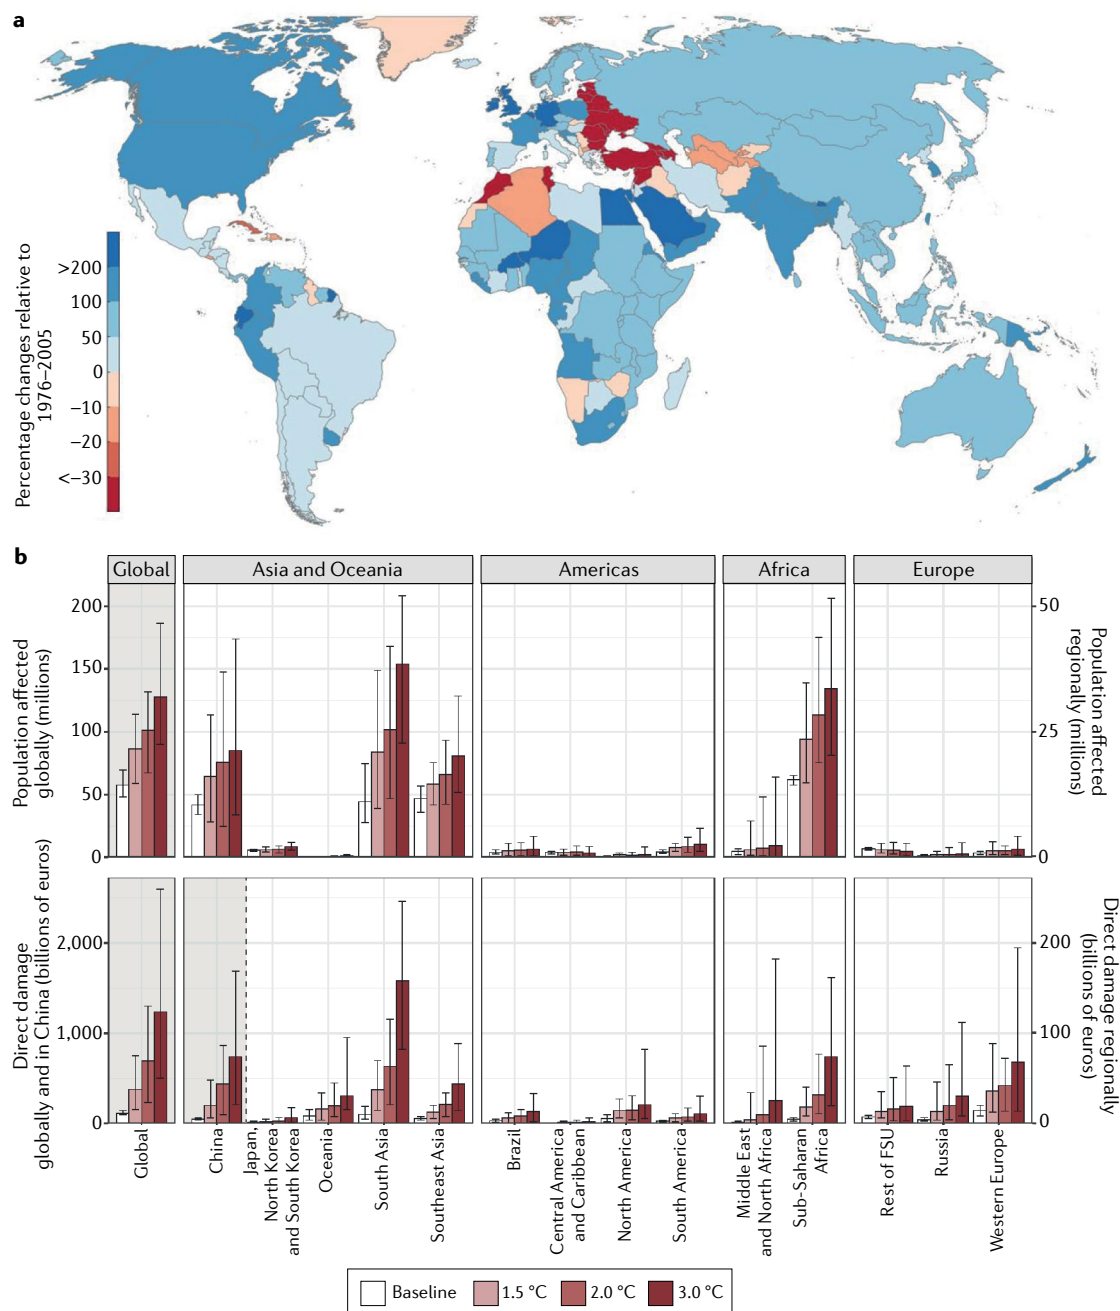 a
Percentage changes relative to
1976–2005
>200
100
50
0
−10
−20
<−30
b
Global
Asia and Oceania
Americas
Africa
Europe
Population affected
globally (millions)
200
150
100
50
0
50
25
0
Population affected
regionally (millions)
Direct damage
globally and in China (billions of euros)
2,000
1,000
0
200
100
0
Direct damage regionally
(billions of euros)
Global
China
Japan,
North Korea
and South Korea
Oceania
South Asia
Southeast Asia
Brazil
Central America
and Caribbean
North America
South America
Middle East
and North Africa
Sub-Saharan
Africa
Rest of FSU
Russia
Western Europe
Baseline
1.5 °C
2.0 °C
3.0 °C